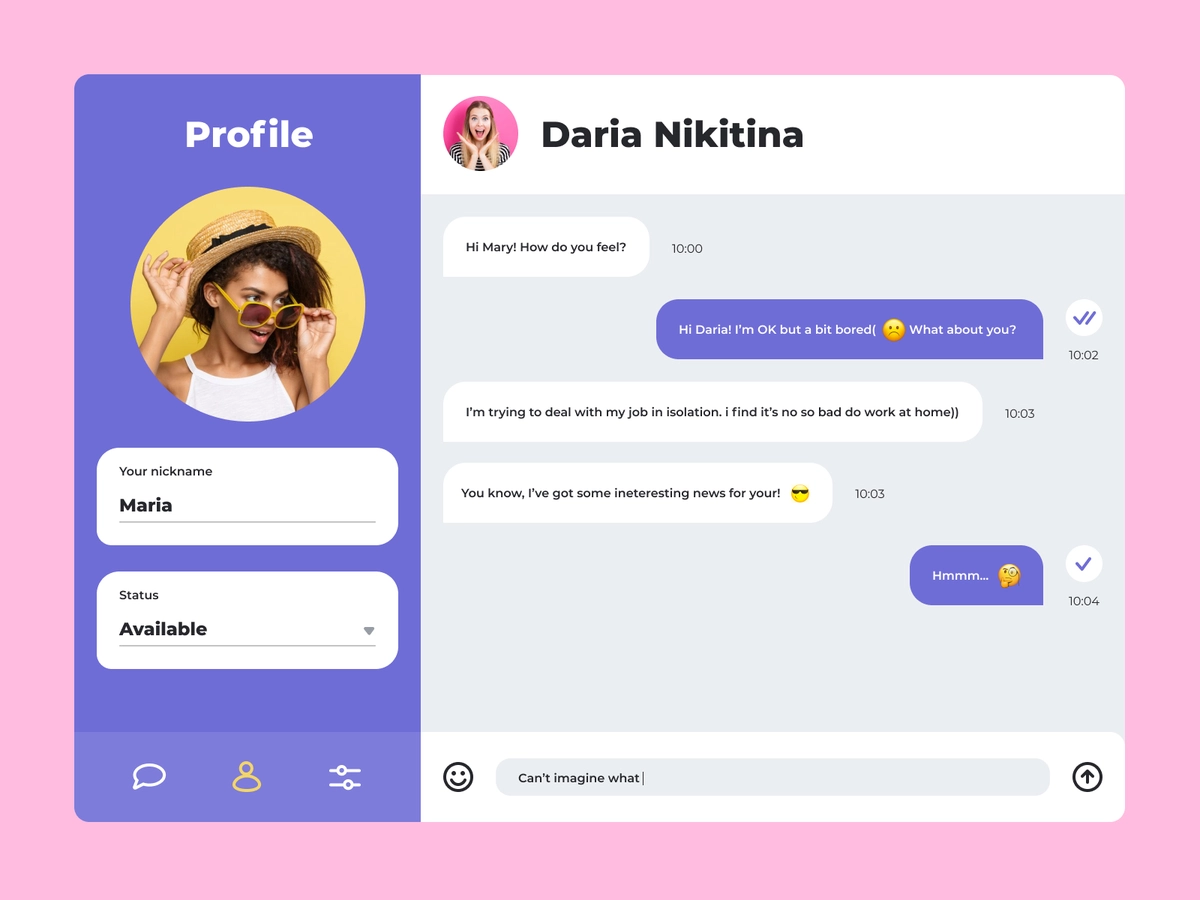 Profile
Your nickname
Maria
Status
Available
Daria Nikitina
Hi Mary! How do you feel?
10:00
Hi Daria! I'm OK but a bit bored( ☹️ What about you?
10:02
I'm trying to deal with my job in isolation. i find it's no so bad do work at home))
10:03
You know, I've got some ineteresting news for your! 😎
10:03
Hmmm... 🧐
10:04
Can't imagine what